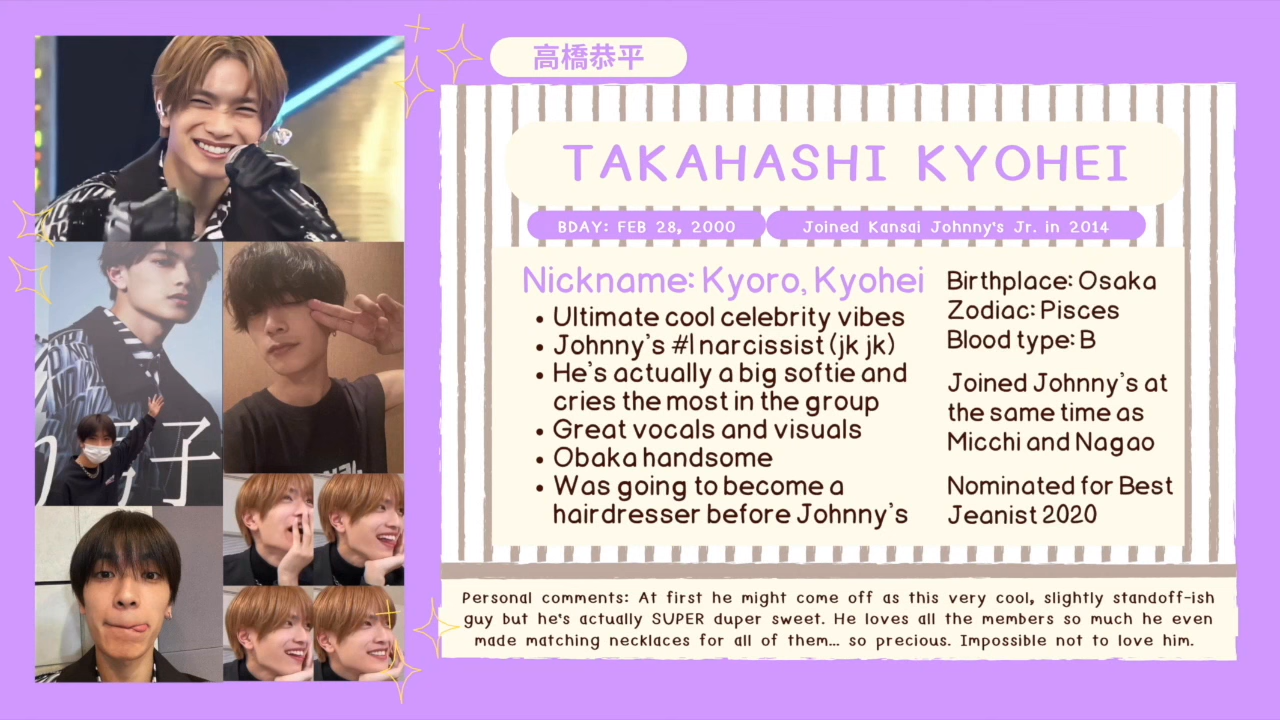 高橋恭平
TAKAHASHI KYOHEI
BDAY: FEB 28, 2000
Joined Kansai Johnny's Jr. in 2014
Nickname: Kyoro, Kyohei
• Ultimate cool celebrity vibes
• Johnny's #1 narcissist (jk jk)
• He's actually a big softie and
cries the most in the group
• Great vocals and visuals
• Obaka handsome
• Was going to become a
hairdresser before Johnny's
Birthplace: Osaka
Zodiac: Pisces
Blood type: B
Joined Johnny's at
the same time as
Micchi and Nagao
Nominated for Best
Jeanist 2020
Personal comments: At first he might come off as this very cool, slightly standoff-ish
guy but he's actually SUPER duper sweet. He loves all the members so much he even
made matching necklaces for all of them... so precious. Impossible not to love him.
男子